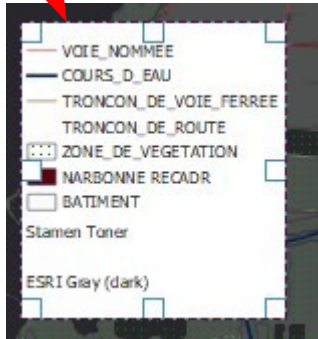 VOIE_NOMMEE
COURS_D_EAU
TRONCON_DE_VOIE_FERREE
TRONCON_DE_ROUTE
ZONE_DE_VEGETATION
NARBONNE RECADR
BATIMENT
Stamen Toner
ESRI Gray (dark)